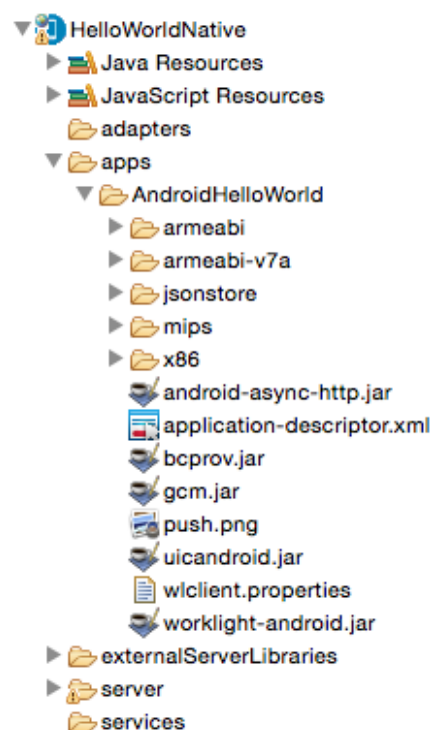 HelloWorldNative
Java Resources
JavaScript Resources
adapters
apps
AndroidHelloWorld
armeabi
armeabi-v7a
jsonstore
mips
x86
android-async-http.jar
application-descriptor.xml
bcprov.jar
gcm.jar
push.png
uicandroid.jar
wlclient.properties
worklight-android.jar
externalServerLibraries
server
services